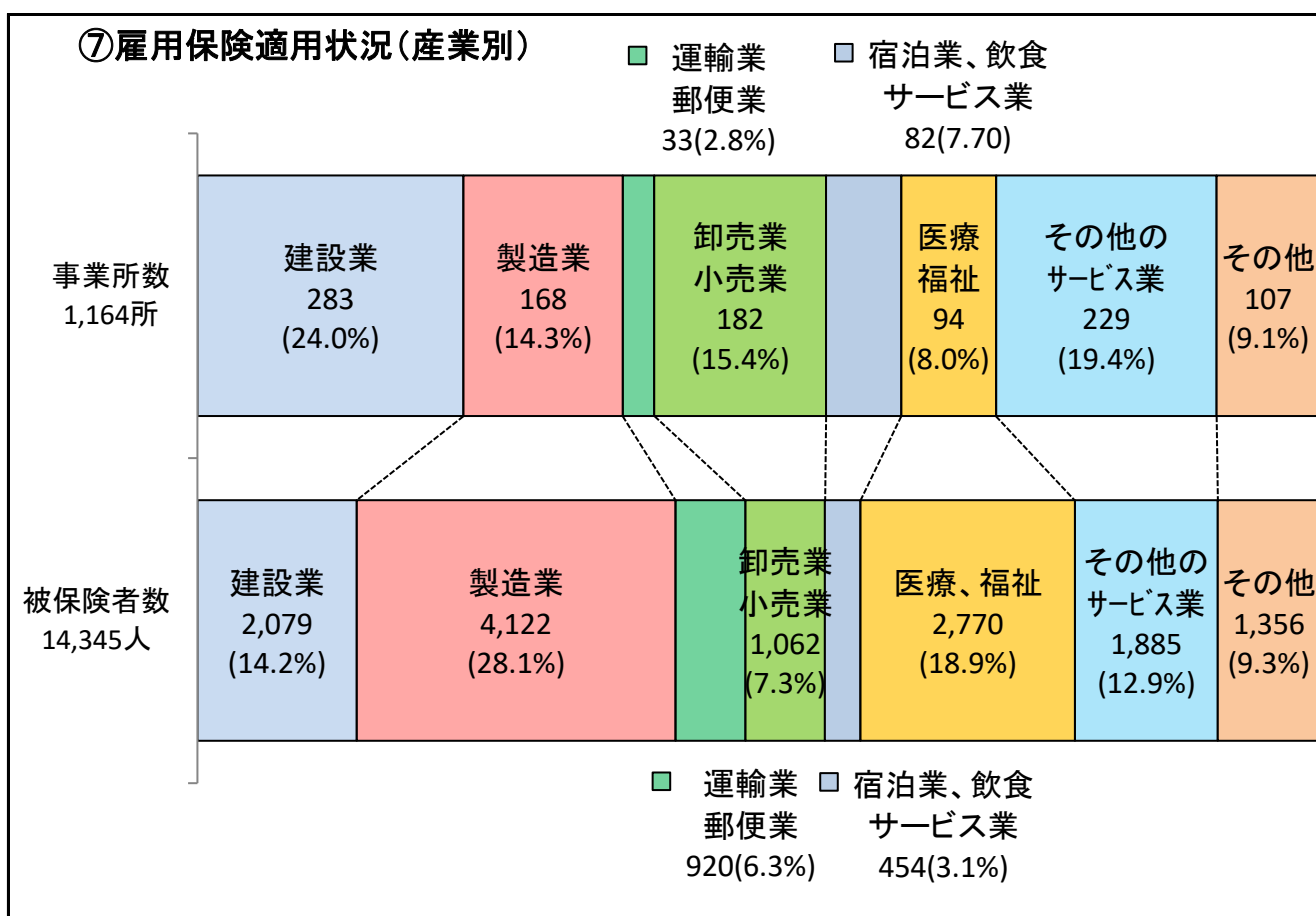 ⑦雇用保険適用状況(産業別)
運輸業
郵便業
33(2.8%)
宿泊業、飲食
サービス業
82(7.70)
事業所数
1,164所
建設業
283
(24.0%)
製造業
168
(14.3%)
卸売業
小売業
182
(15.4%)
医療
福祉
94
(8.0%)
その他の
サービス業
229
(19.4%)
その他
107
(9.1%)
被保険者数
14,345人
建設業
2,079
(14.2%)
製造業
4,122
(28.1%)
卸売業
小売業
1,062
(7.3%)
医療、福祉
2,770
(18.9%)
その他の
サービス業
1,885
(12.9%)
その他
1,356
(9.3%)
運輸業
郵便業
920(6.3%)
宿泊業、飲食
サービス業
454(3.1%)